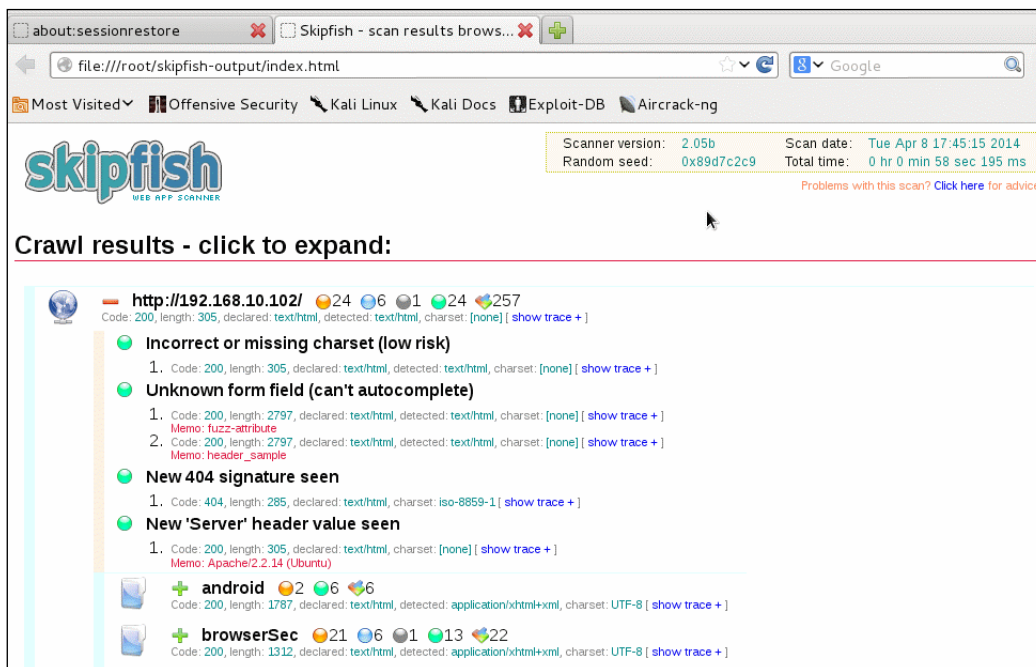 about:sessionrestore
Skipfish - scan results brows...
file:///root/skipfish-output/index.html
Google
Most Visited
Offensive Security
Kali Linux
Kali Docs
Exploit-DB
Aircrack-ng
skipfish
WEB APP SCANNER
Scanner version: 2.05b Scan date: Tue Apr 8 17:45:15 2014
Random seed: 0x89d7c2c9 Total time: 0 hr 0 min 58 sec 195 ms
Problems with this scan? Click here for advice
Crawl results - click to expand:
http://192.168.10.102/ 24 6 1 24 257
Code: 200, length: 305, declared: text/html, detected: text/html, charset: [none] [ show trace + ]
Incorrect or missing charset (low risk)
1. Code: 200, length: 305, declared: text/html, detected: text/html, charset: [none] [ show trace + ]
Unknown form field (can't autocomplete)
1. Code: 200, length: 2797, declared: text/html, detected: text/html, charset: [none] [ show trace + ]
Memo: fuzz-attribute
2. Code: 200, length: 2797, declared: text/html, detected: text/html, charset: [none] [ show trace + ]
Memo: header_sample
New 404 signature seen
1. Code: 404, length: 285, declared: text/html, charset: iso-8859-1 [ show trace + ]
New 'Server' header value seen
1. Code: 200, length: 305, declared: text/html, charset: [none] [ show trace + ]
Memo: Apache/2.2.14 (Ubuntu)
android 2 6 6
Code: 200, length: 1787, declared: text/html, detected: application/xhtml+xml, charset: UTF-8 [ show trace + ]
browserSec 21 6 1 13 22
Code: 200, length: 1312, declared: text/html, detected: application/xhtml+xml, charset: UTF-8 [ show trace + ]